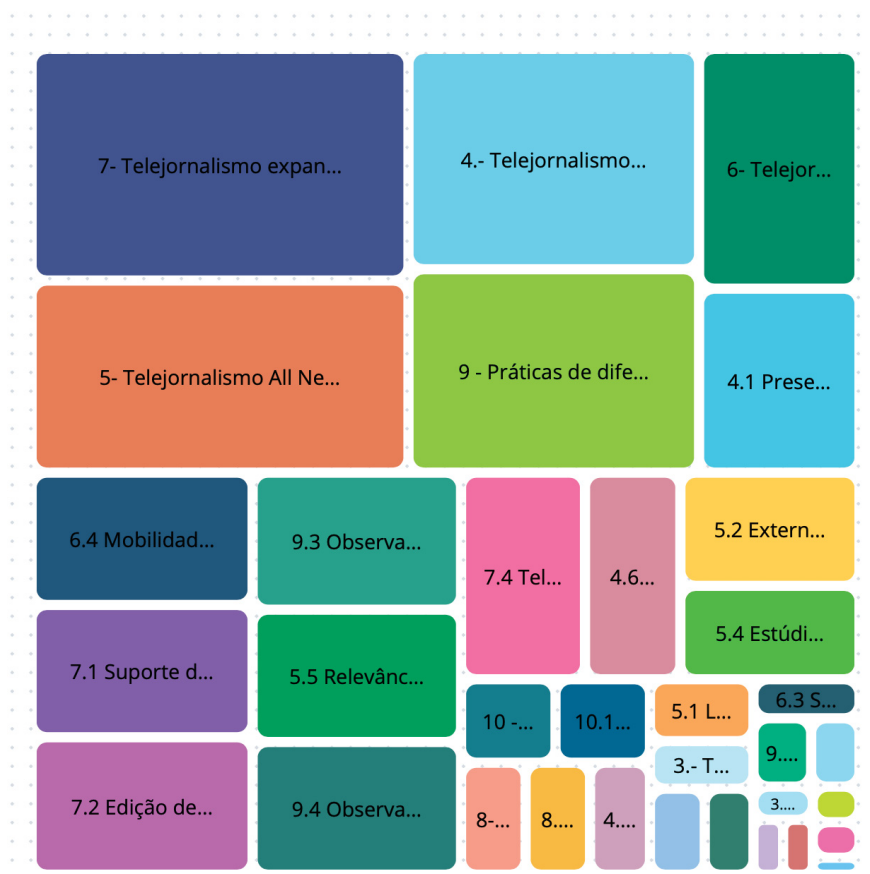 7- Telejornalismo expan...
4.- Telejornalismo...
6- Telejor...
5- Telejornalismo All Ne...
9 - Práticas de dife...
4.1 Prese...
6.4 Mobilidad...
9.3 Observa...
7.4 Tel...
4.6...
5.2 Extern...
5.4 Estúdi...
7.1 Suporte d...
5.5 Relevânc...
7.2 Edição de...
9.4 Observa...
10 -...
10.1...
5.1 L...
6.3 S...
3.- T...
9....
8-...
8....
4....
3....